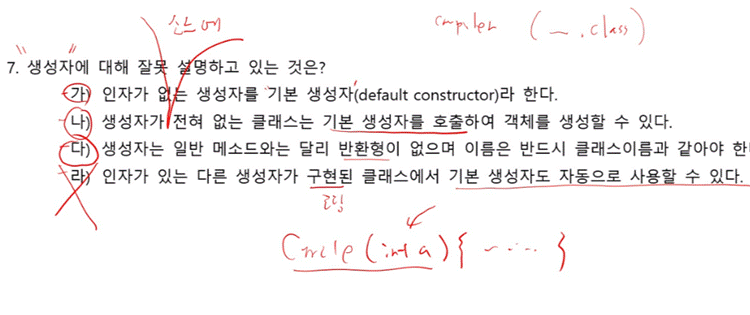 compiler ( ~ .class)
7. 생성자에 대해 잘못 설명하고 있는 것은?
가) 인자가 없는 생성자를 기본 생성자(default constructor)라 한다.
나) 생성자가 전혀 없는 클래스는 기본 생성자를 호출하여 객체를 생성할 수 있다.
다) 생성자는 일반 메소드와는 달리 반환형이 없으며 이름은 반드시 클래스이름과 같아야 한
라) 인자가 있는 다른 생성자가 구현된 클래스에서 기본 생성자도 자동으로 사용할 수 있다.
코딩
Circle (int a) { ~ ---- }